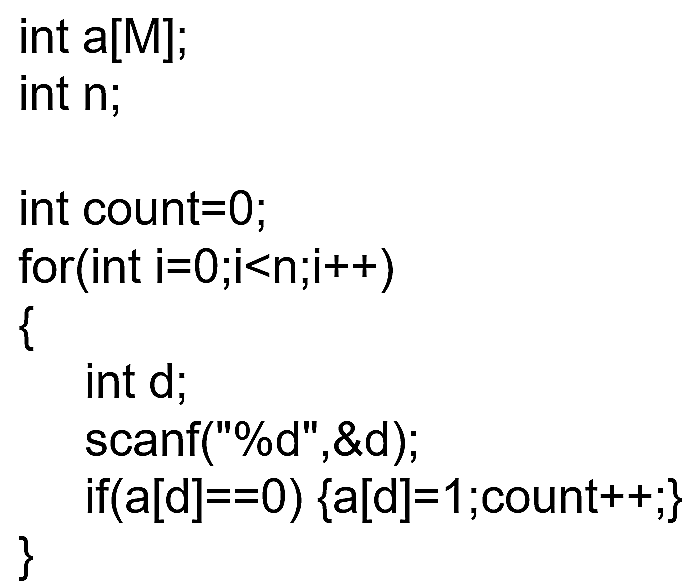 int a[M];
int n;
int count=0;
for(int i=0;i<n;i++)
{
int d;
scanf("%d",&d);
if(a[d]==0) {a[d]=1;count++;}
}